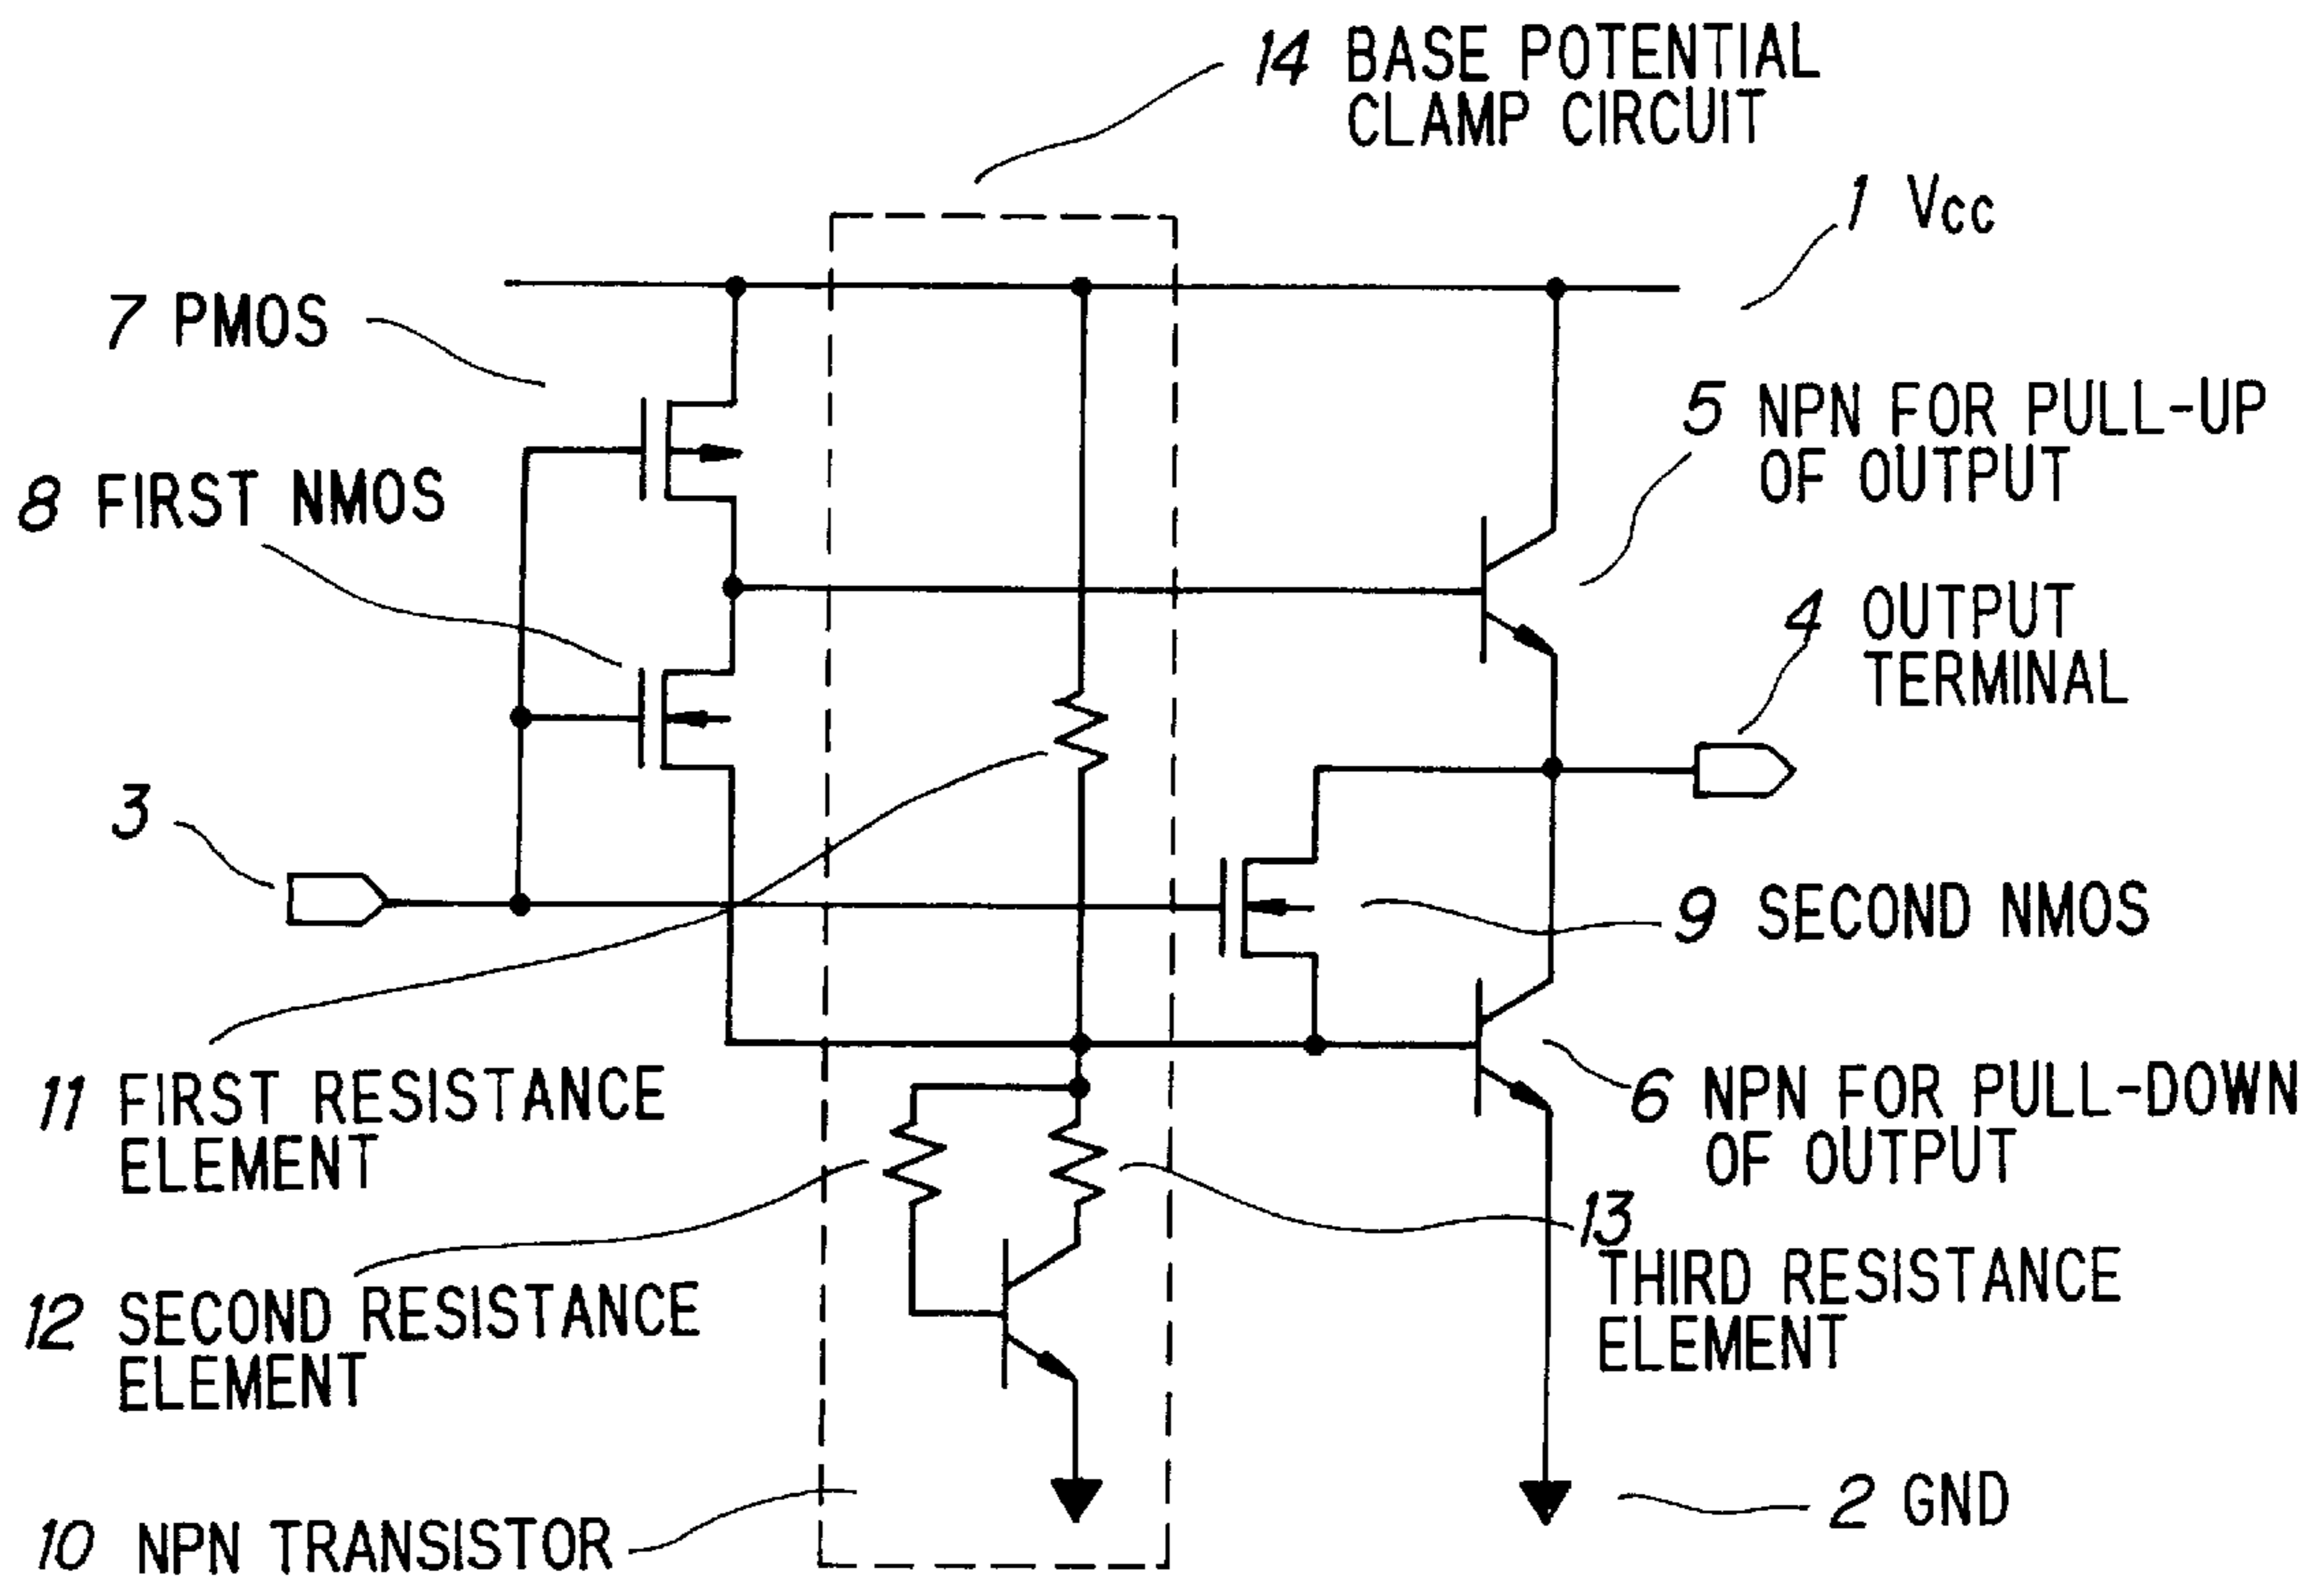 14 BASE POTENTIAL
CLAMP CIRCUIT
1 Vcc
7 PMOS
5 NPN FOR PULL-UP
OF OUTPUT
8 FIRST NMOS
4 OUTPUT
TERMINAL
3
9 SECOND NMOS
11 FIRST RESISTANCE
ELEMENT
6 NPN FOR PULL-DOWN
OF OUTPUT
13
THIRD RESISTANCE
ELEMENT
12 SECOND RESISTANCE
ELEMENT
2 GND
10 NPN TRANSISTOR